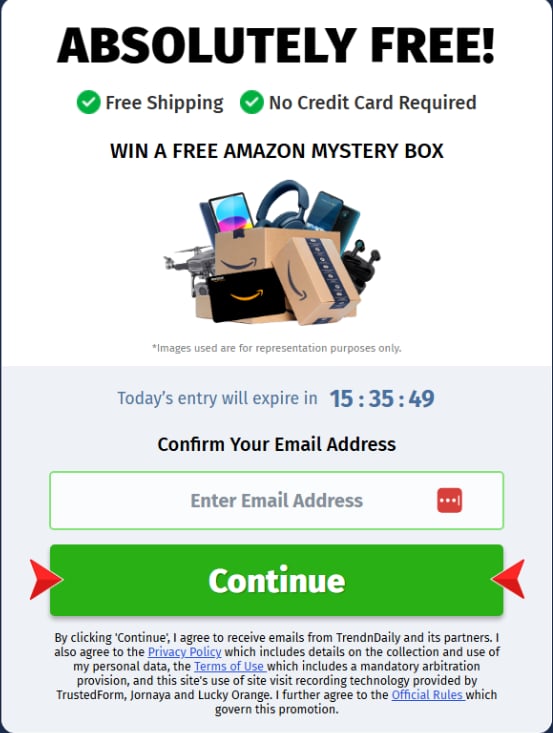 ABSOLUTELY FREE!
Free Shipping No Credit Card Required
WIN A FREE AMAZON MYSTERY BOX
*Images used are for representation purposes only.
Today's entry will expire in 15 : 35 : 49
Confirm Your Email Address
Enter Email Address
Continue
By clicking 'Continue', I agree to receive emails from TrendnDaily and its partners. I
also agree to the Privacy Policy which includes details on the collection and use of
my personal data, the Terms of Use which includes a mandatory arbitration
provision, and this site's use of site visit recording technology provided by
TrustedForm, Jornaya and Lucky Orange. I further agree to the Official Rules which
govern this promotion.